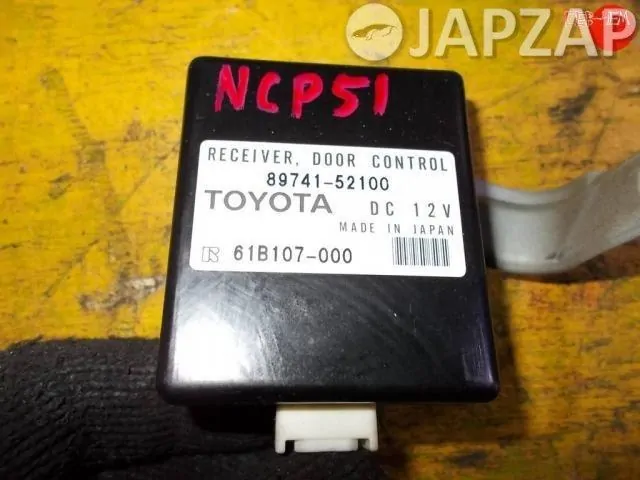 JAPZAP
NCP51
RECEIVER, DOOR CONTROL
89741-52100
TOYOTA DC 12V
MADE IN JAPAN
R 61B107-000